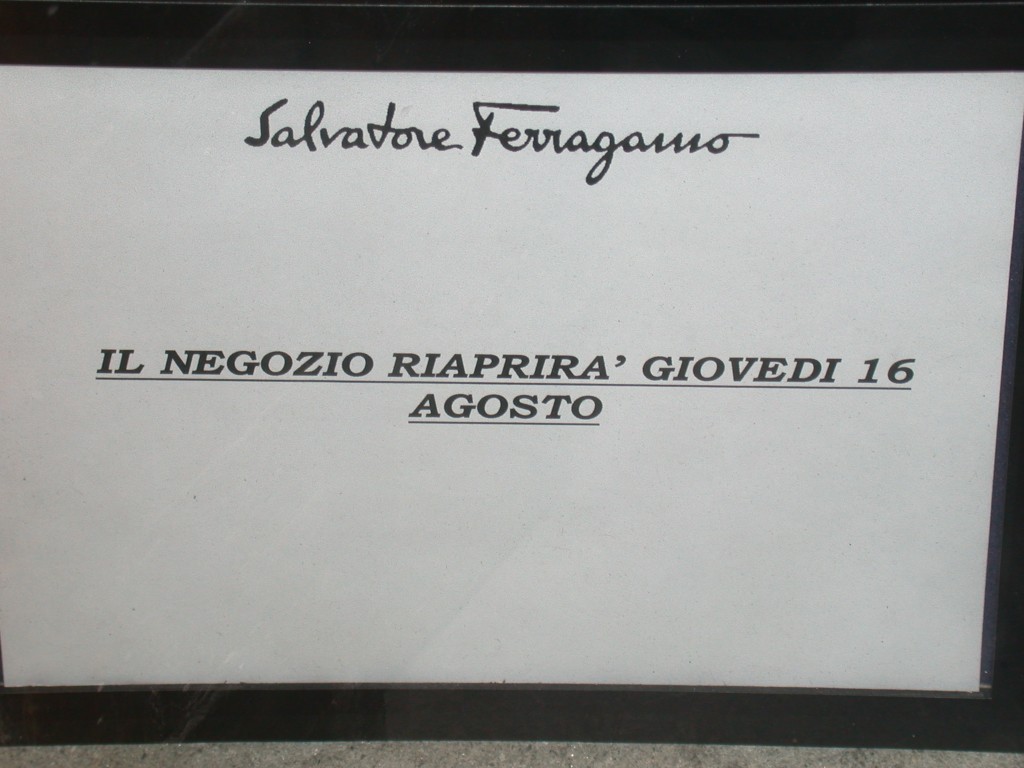 Salvatore Ferragamo
IL NEGOZIO RIAPRIRA' GIOVEDI 16
AGOSTO